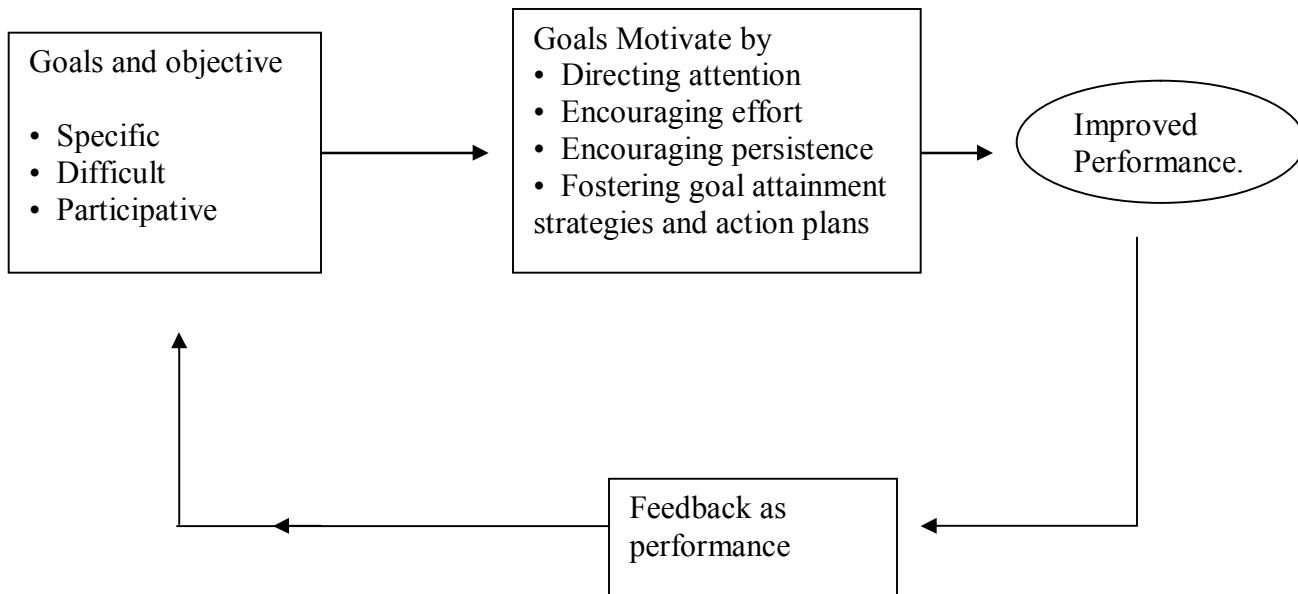 Goals and objective
• Specific
• Difficult
• Participative
Goals Motivate by
• Directing attention
• Encouraging effort
• Encouraging persistence
• Fostering goal attainment
strategies and action plans
Improved
Performance.
Feedback as
performance